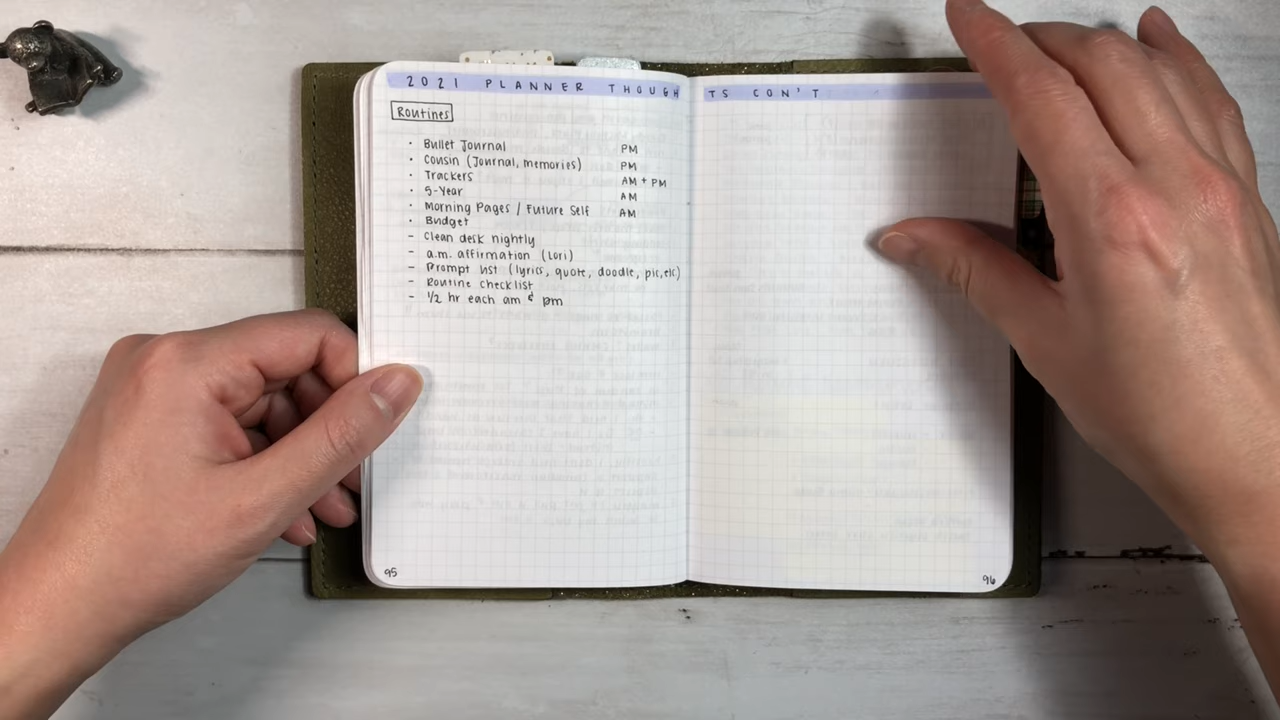 2021 PLANNER THOUGHTS CON'T
Routines
· Bullet Journal PM
· Cousin (Journal, memories) PM
· Trackers AM + PM
· 5-Year AM
· Morning Pages / Future Self AM
· Budget
- Clean desk nightly
- a.m. affirmation (Lori)
- Prompt list (lyrics, quote, doodle, pic, etc)
- Routine checklist
- 1/2 hr each am & pm
95
96